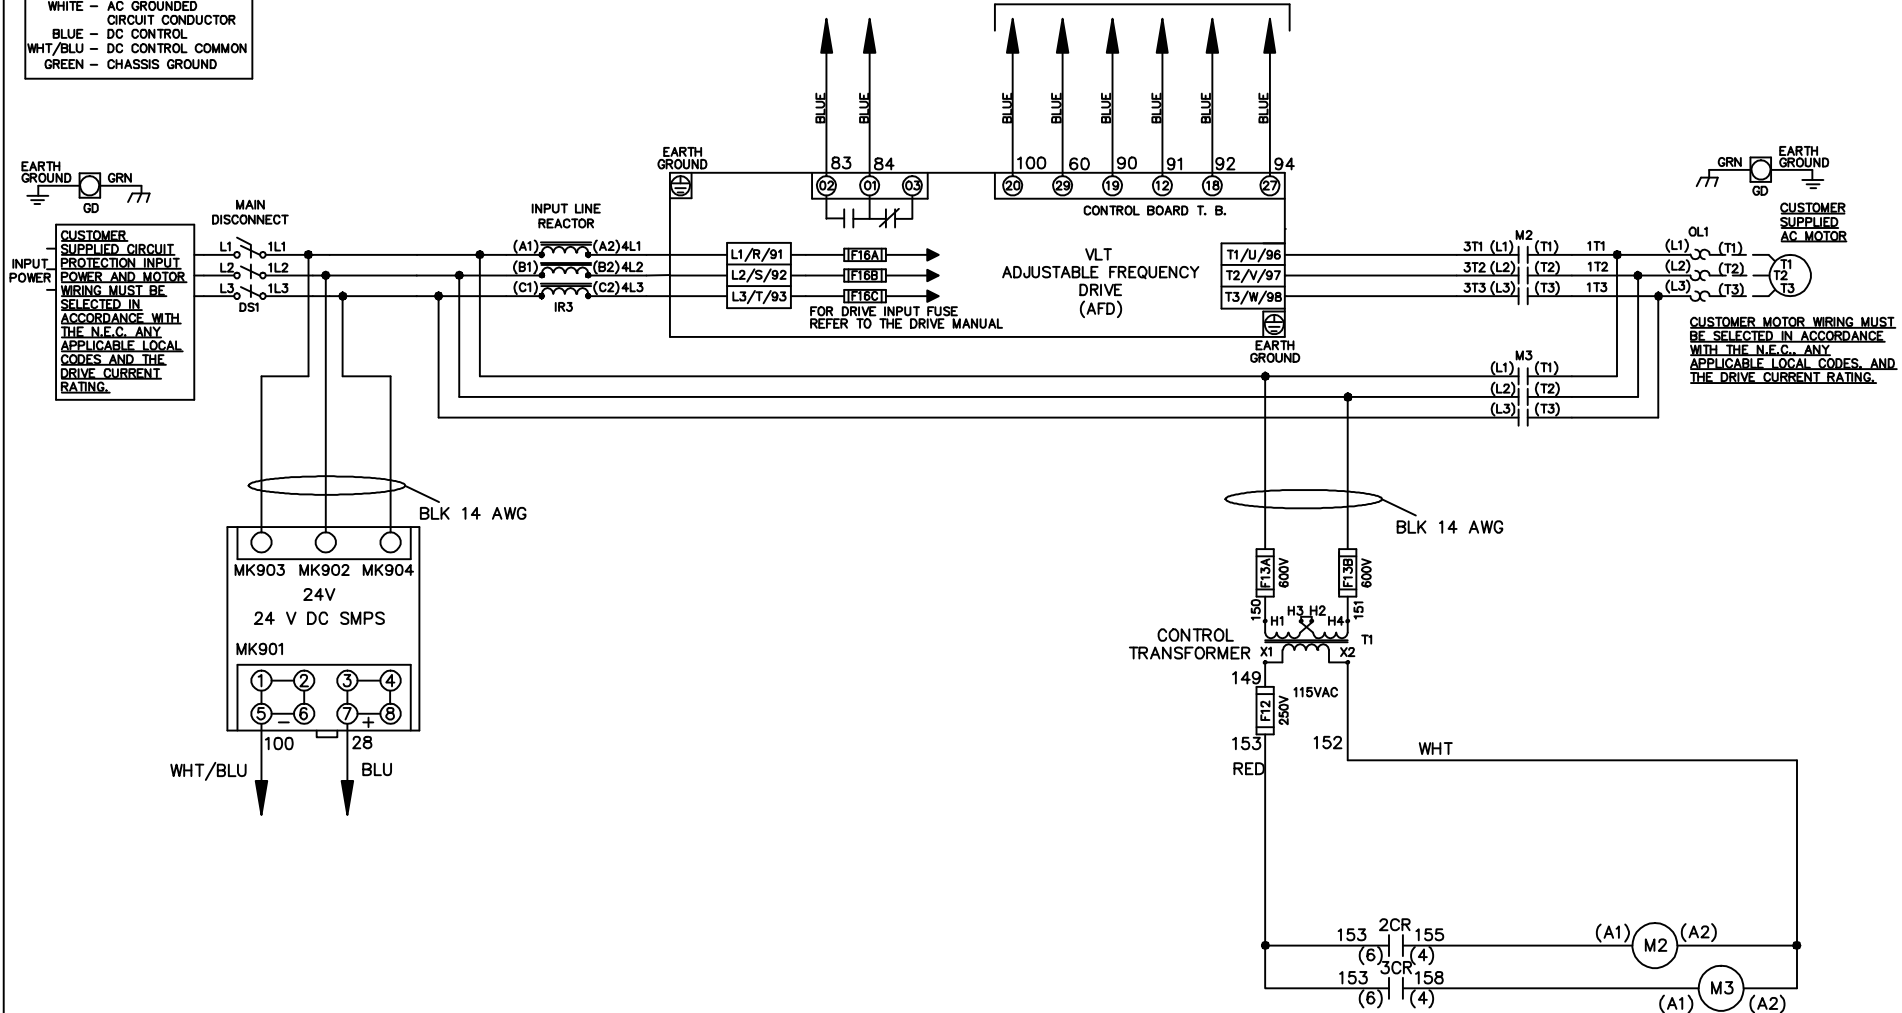 WHITE – AC GROUNDED
CIRCUIT CONDUCTOR
BLUE – DC CONTROL
WHT/BLU – DC CONTROL COMMON
GREEN – CHASSIS GROUND
BLUE
BLUE
BLUE
BLUE
BLUE
BLUE
BLUE
BLUE
EARTH
GROUND
GRN
GD
EARTH
GROUND
83
84
100
60
90
91
92
94
02
01
03
20
29
19
12
18
27
CONTROL BOARD T. B.
GRN
EARTH
GROUND
GD
INPUT
POWER
CUSTOMER
SUPPLIED CIRCUIT
PROTECTION INPUT
POWER AND MOTOR
WIRING MUST BE
SELECTED IN
ACCORDANCE WITH
THE N.E.C. ANY
APPLICABLE LOCAL
CODES AND THE
DRIVE CURRENT
RATING.
MAIN
DISCONNECT
L1 1L1
L2 1L2
L3 1L3
DS1
INPUT LINE
REACTOR
(A1) (A2)4L1
(B1) (B2)4L2
(C1) (C2)4L3
IR3
L1/R/91
L2/S/92
L3/T/93
F16A
F16B
F16C
FOR DRIVE INPUT FUSE
REFER TO THE DRIVE MANUAL
VLT
ADJUSTABLE FREQUENCY
DRIVE
(AFD)
T1/U/96
T2/V/97
T3/W/98
EARTH
GROUND
M2
3T1 (L1) (T1) 1T1
3T2 (L2) (T2) 1T2
3T3 (L3) (T3) 1T3
OL1
(L1) (T1)
(L2) (T2)
(L3) (T3)
CUSTOMER
SUPPLIED
AC MOTOR
T1
T2
T3
CUSTOMER MOTOR WIRING MUST
BE SELECTED IN ACCORDANCE
WITH THE N.E.C.. ANY
APPLICABLE LOCAL CODES. AND
THE DRIVE CURRENT RATING.
M3
(L1) (T1)
(L2) (T2)
(L3) (T3)
BLK 14 AWG
BLK 14 AWG
MK903 MK902 MK904
24V
24 V DC SMPS
MK901
1 2 3 4
5 6 7 8
– +
100
28
WHT/BLU
BLU
F13A
600V
F13B
600V
150
151
H1 H3 H2 H4
T1
CONTROL
TRANSFORMER
X1 X2
149
115VAC
F12
250V
153
152
RED
WHT
2CR
153 155
(6) (4)
(A1) M2 (A2)
3CR
153 158
(6) (4)
(A1) M3 (A2)